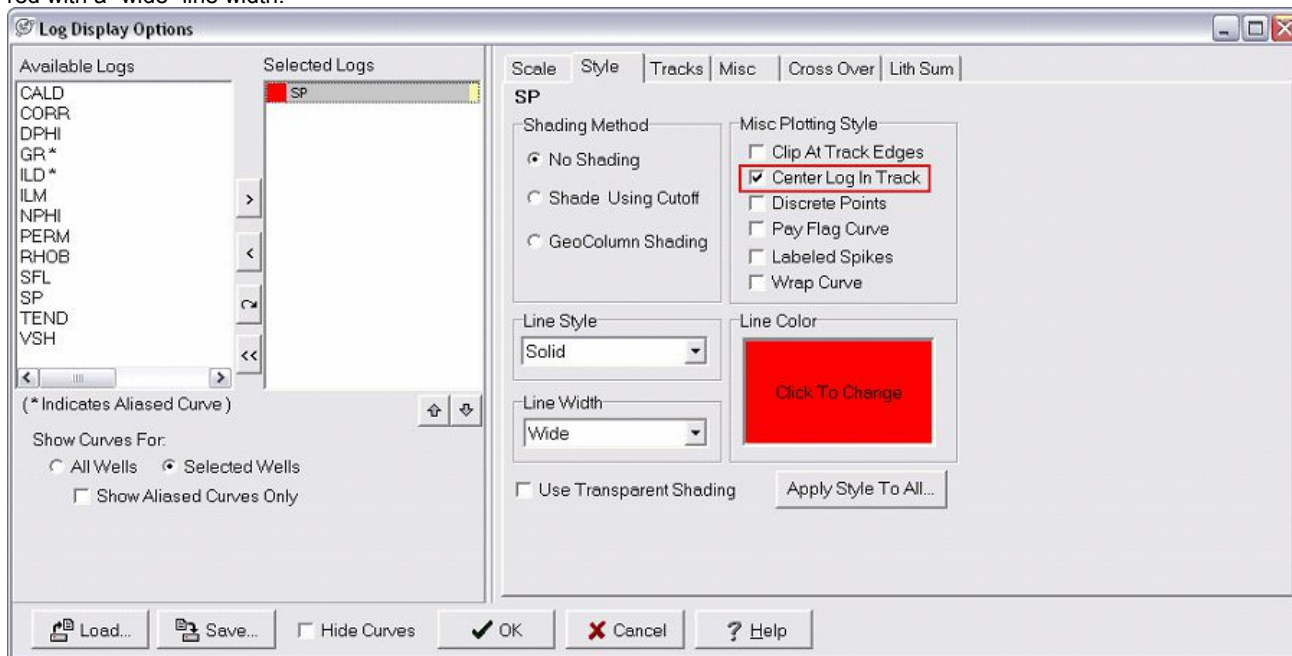 red with a "wide" line width.
Log Display Options
Available Logs
CALD
CORR
DPHI
GR*
ILD*
ILM
NPHI
PERM
RHOB
SFL
SP
TEND
VSH
(* Indicates Aliased Curve)
Show Curves For:
All Wells
Selected Wells
Show Aliased Curves Only
Selected Logs
SP
>
<
<<
Scale
Style
Tracks
Misc
Cross Over
Lith Sum
SP
Shading Method
No Shading
Shade Using Cutoff
GeoColumn Shading
Misc Plotting Style
Clip At Track Edges
Center Log In Track
Discrete Points
Pay Flag Curve
Labeled Spikes
Wrap Curve
Line Style
Solid
Line Width
Wide
Line Color
Click To Change
Use Transparent Shading
Apply Style To All...
Load...
Save...
Hide Curves
OK
Cancel
? Help